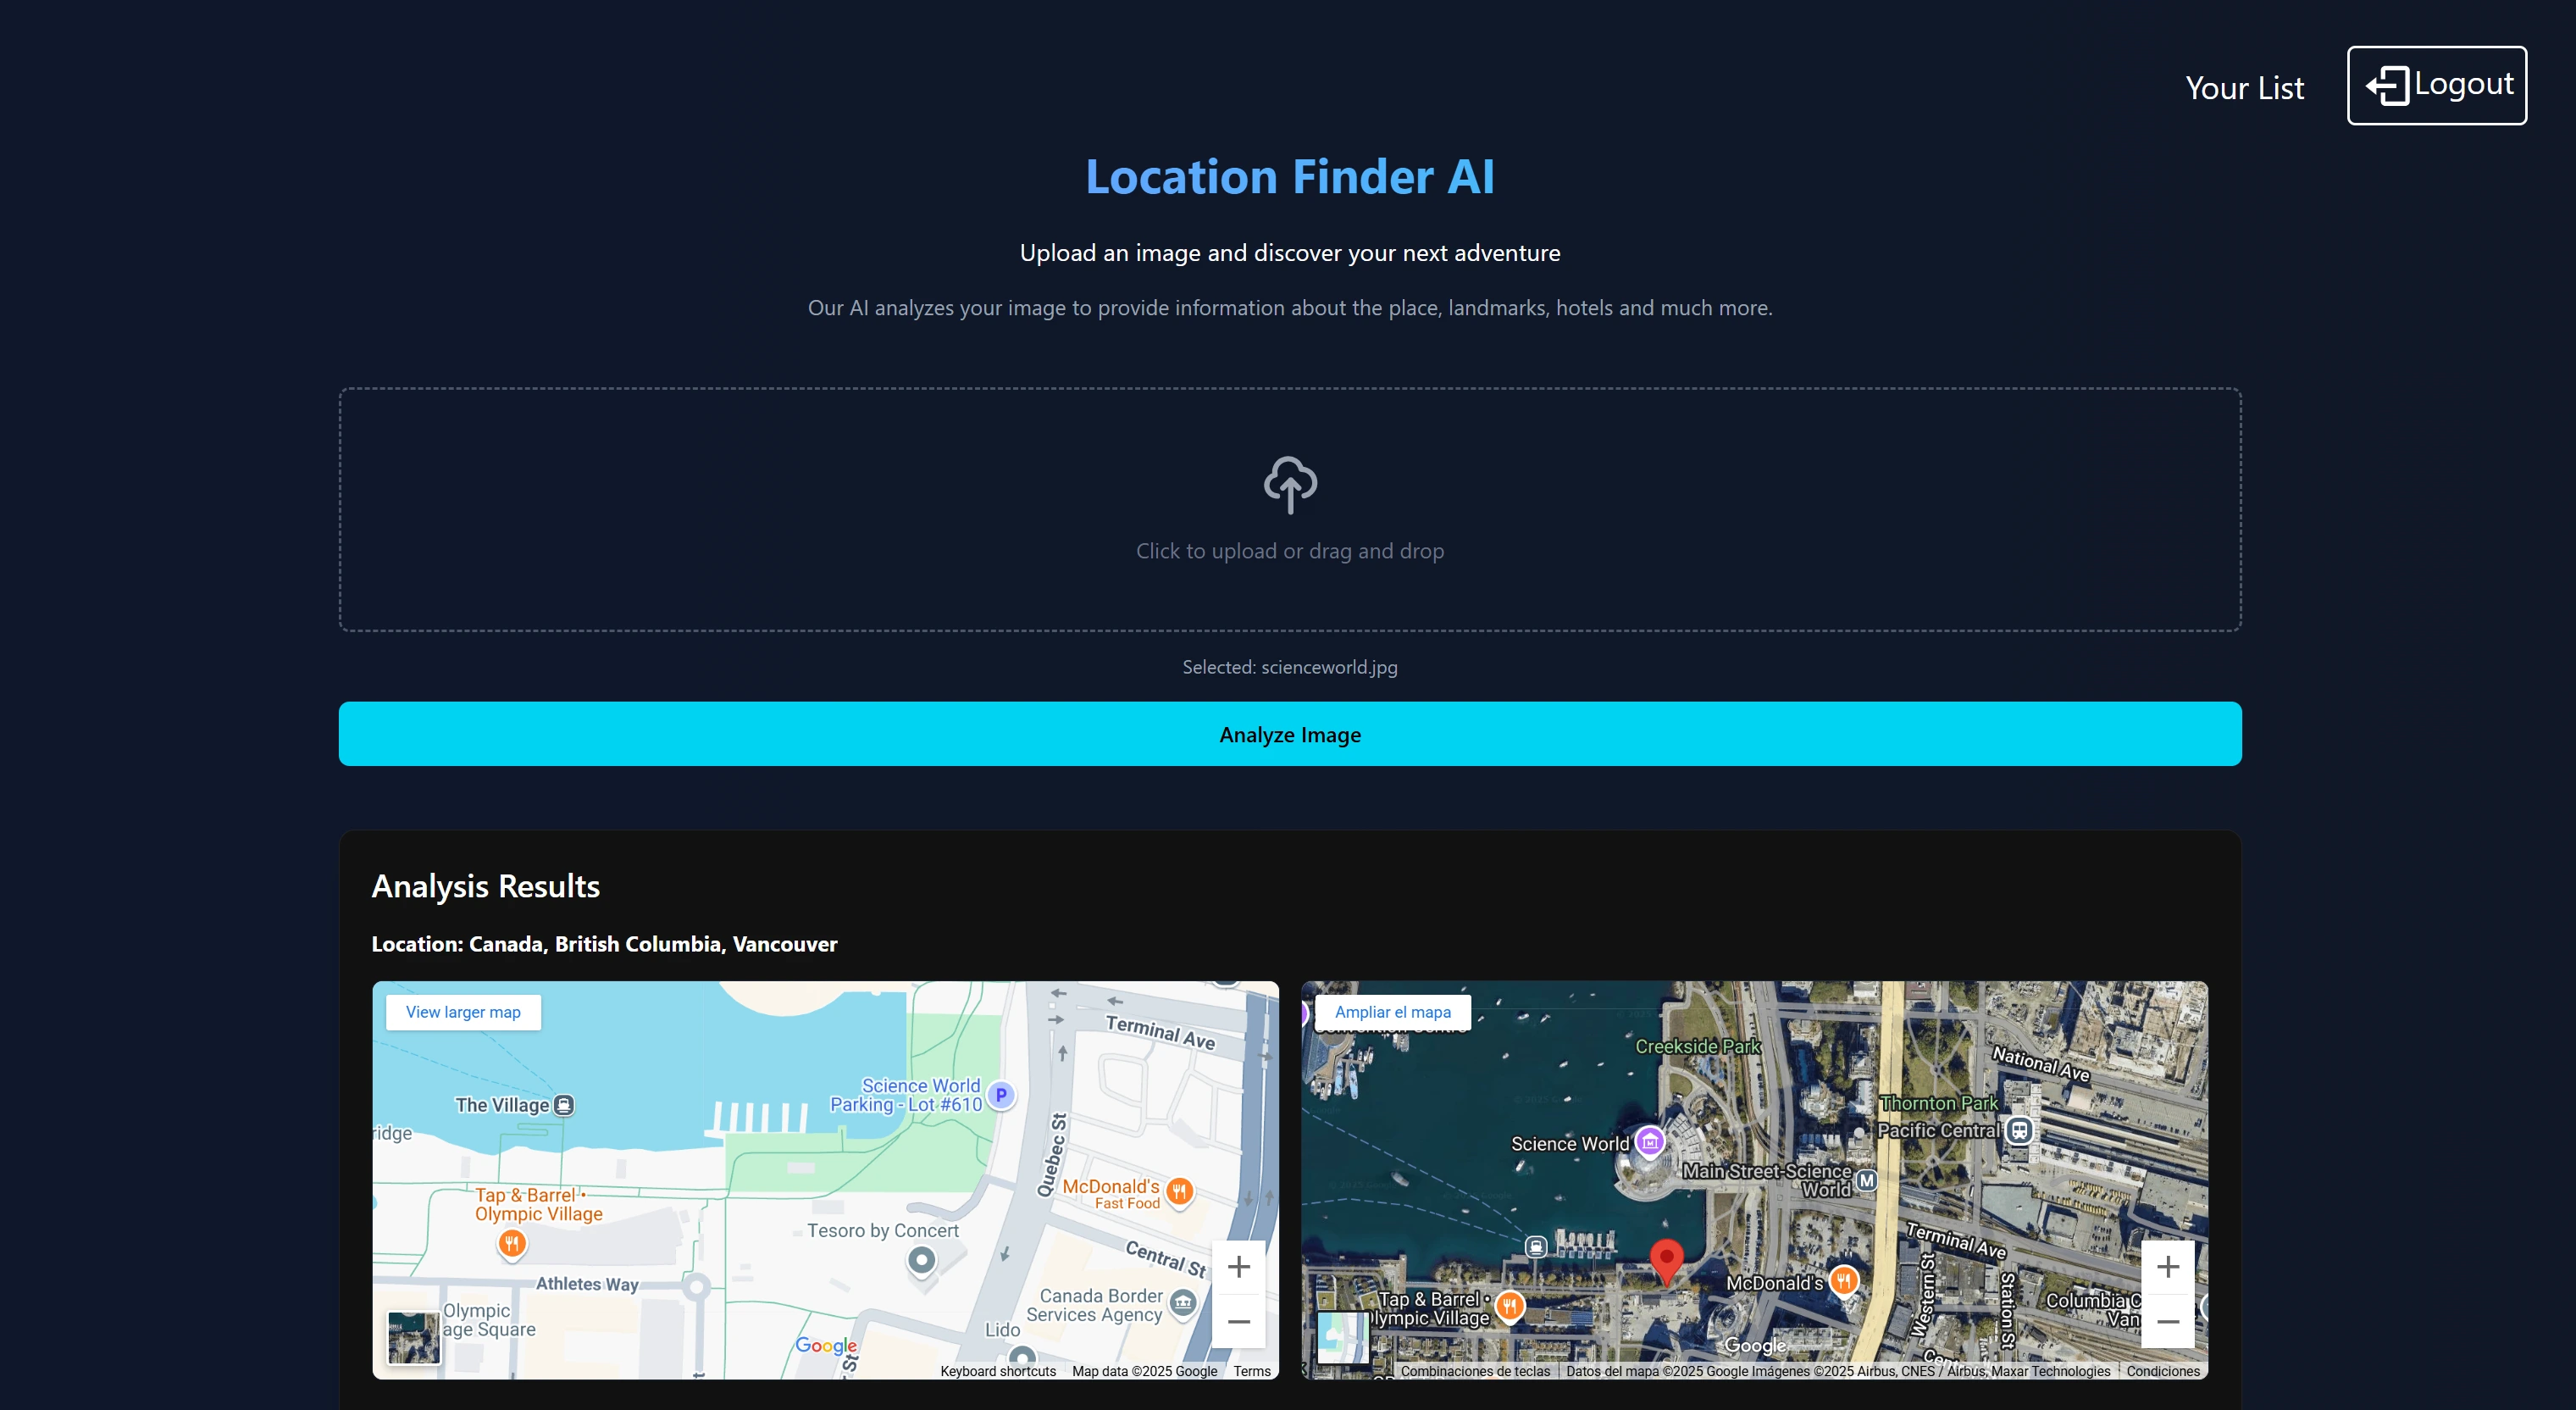 Your List
Logout
Location Finder AI
Upload an image and discover your next adventure
Our AI analyzes your image to provide information about the place, landmarks, hotels and much more.
Click to upload or drag and drop
Selected: scienceworld.jpg
Analyze Image
Analysis Results
Location: Canada, British Columbia, Vancouver
View larger map
Terminal Ave
Science World
Parking - Lot #610
P
The Village
ridge
Quebec St
McDonald's
Fast Food
Tap & Barrel •
Olympic Village
Tesoro by Concert
Central St
Athletes Way
Canada Border
Services Agency
Olympic
age Square
Lido
Google
St
Keyboard shortcuts
Map data ©2025 Google
Terms
Ampliar el mapa
Creekside Park
National Ave
Thornton Park
Pacific Central
Science World
Main Street-Science
World
M
Terminal Ave
McDonald's
Western St
Station St
Tap & Barrel •
lympic Village
Columbia C
Van
Google
Combinaciones de teclas
Datos del mapa ©2025 Google Imágenes ©2025 Airbus, CNES / Airbus, Maxar Technologies
Condiciones